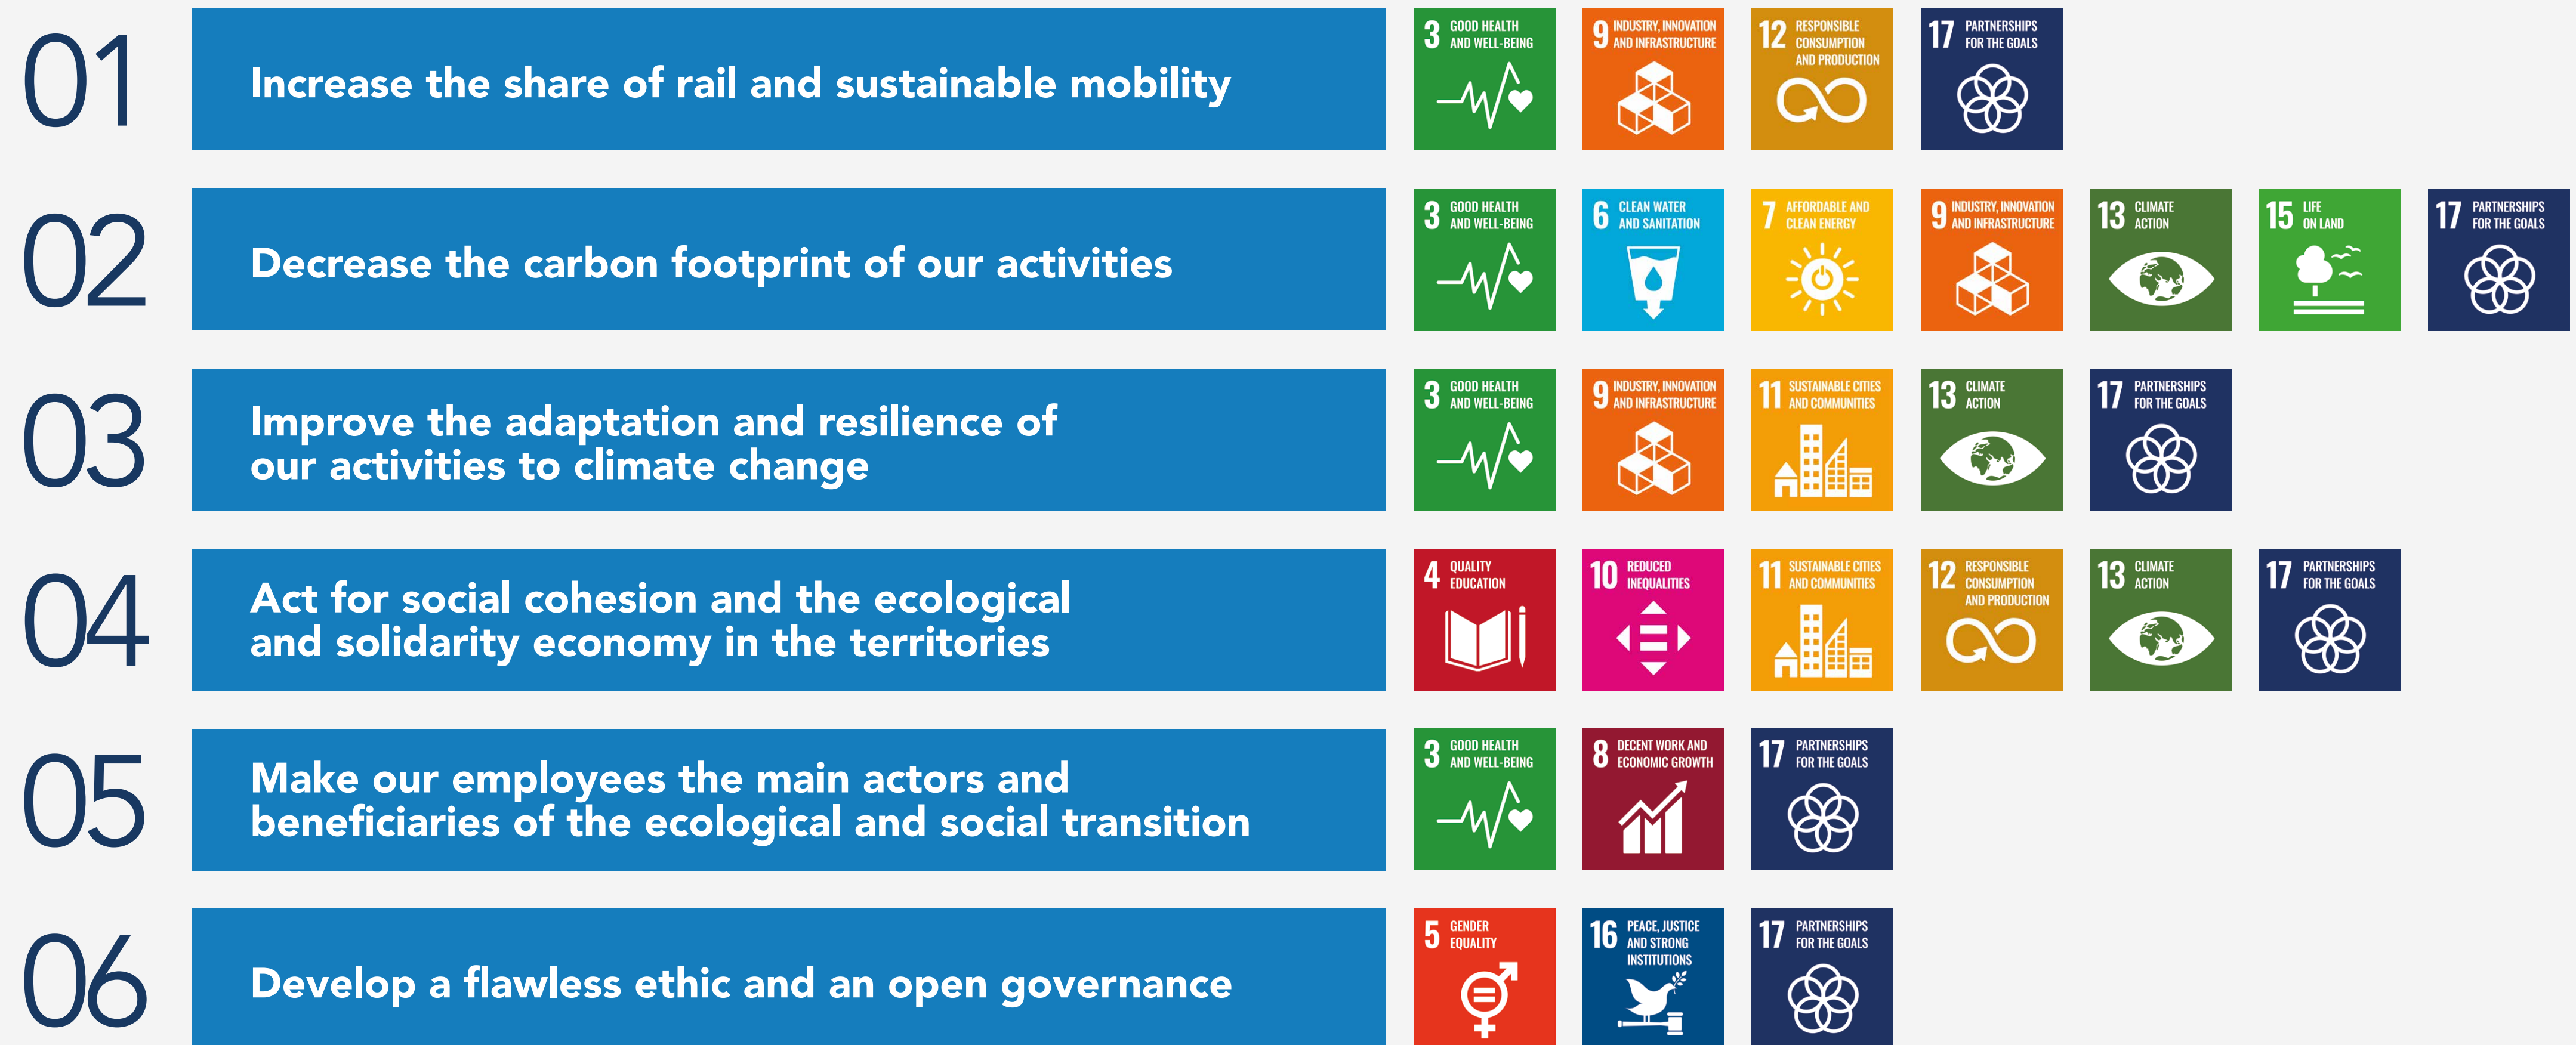 01
Increase the share of rail and sustainable mobility
3 GOOD HEALTH
AND WELL-BEING
9 INDUSTRY, INNOVATION
AND INFRASTRUCTURE
12 RESPONSIBLE
CONSUMPTION
AND PRODUCTION
17 PARTNERSHIPS
FOR THE GOALS
02
Decrease the carbon footprint of our activities
3 GOOD HEALTH
AND WELL-BEING
6 CLEAN WATER
AND SANITATION
7 AFFORDABLE AND
CLEAN ENERGY
9 INDUSTRY, INNOVATION
AND INFRASTRUCTURE
13 CLIMATE
ACTION
15 LIFE
ON LAND
17 PARTNERSHIPS
FOR THE GOALS
03
Improve the adaptation and resilience of
our activities to climate change
3 GOOD HEALTH
AND WELL-BEING
9 INDUSTRY, INNOVATION
AND INFRASTRUCTURE
11 SUSTAINABLE CITIES
AND COMMUNITIES
13 CLIMATE
ACTION
17 PARTNERSHIPS
FOR THE GOALS
04
Act for social cohesion and the ecological
and solidarity economy in the territories
4 QUALITY
EDUCATION
10 REDUCED
INEQUALITIES
11 SUSTAINABLE CITIES
AND COMMUNITIES
12 RESPONSIBLE
CONSUMPTION
AND PRODUCTION
13 CLIMATE
ACTION
17 PARTNERSHIPS
FOR THE GOALS
05
Make our employees the main actors and
beneficiaries of the ecological and social transition
3 GOOD HEALTH
AND WELL-BEING
8 DECENT WORK AND
ECONOMIC GROWTH
17 PARTNERSHIPS
FOR THE GOALS
06
Develop a flawless ethic and an open governance
5 GENDER
EQUALITY
16 PEACE, JUSTICE
AND STRONG
INSTITUTIONS
17 PARTNERSHIPS
FOR THE GOALS